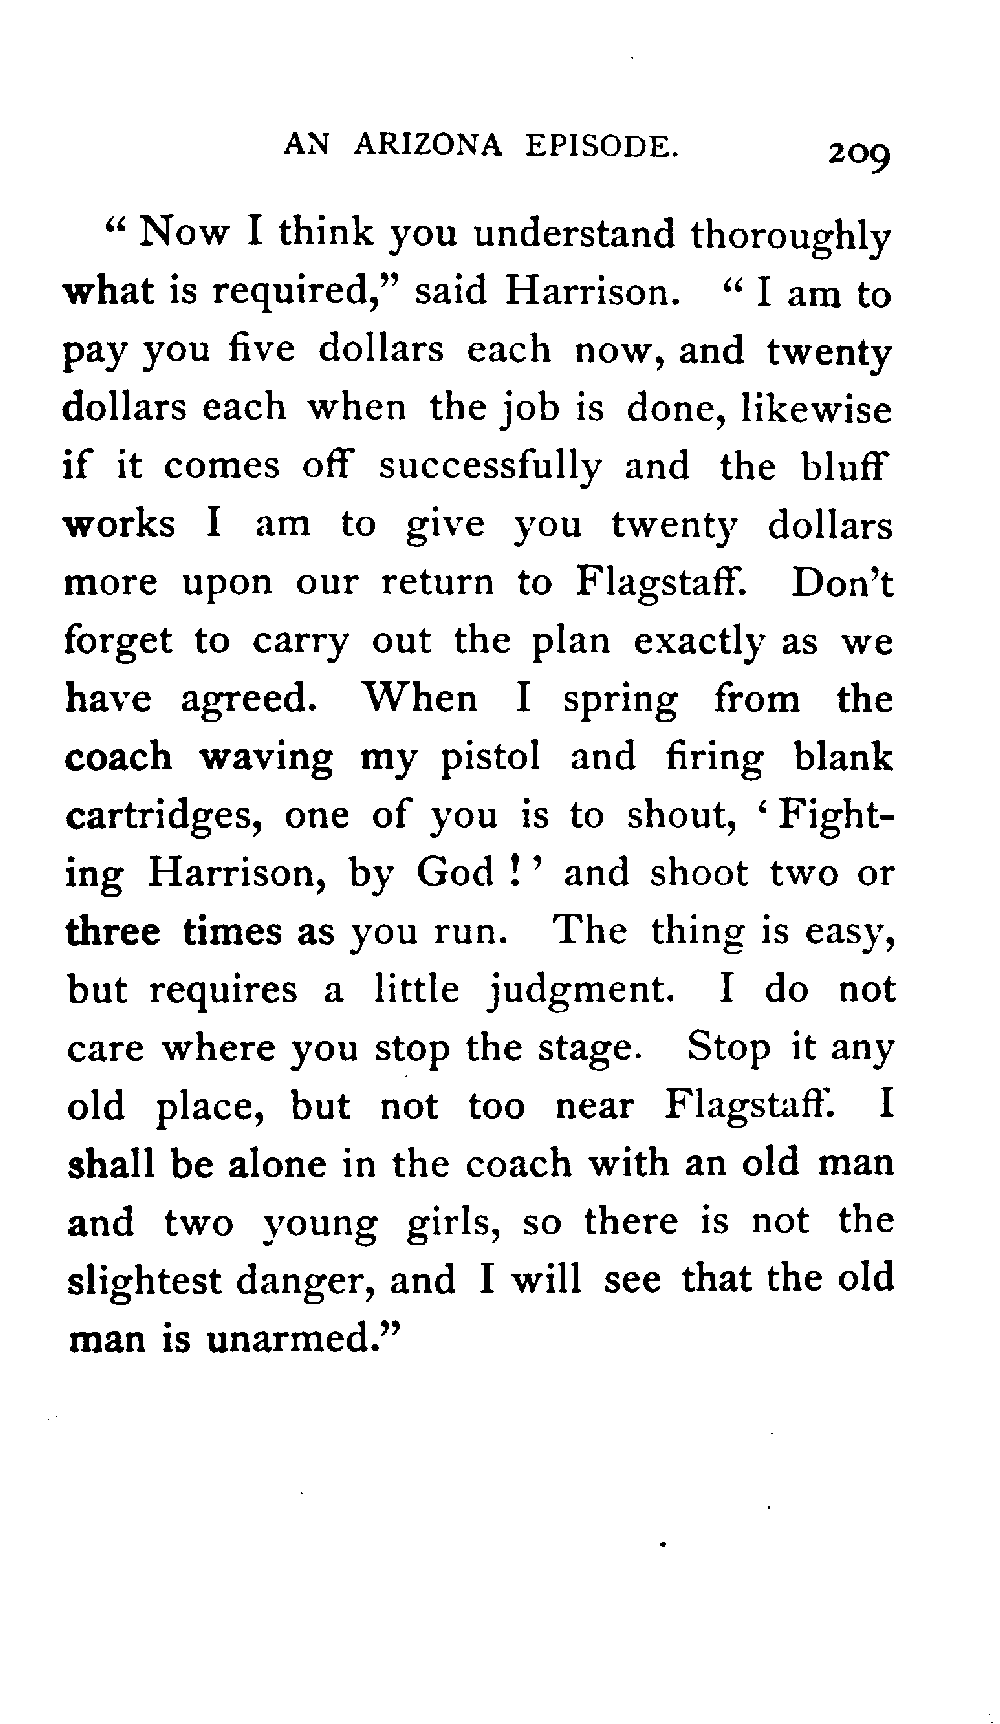 AN ARIZONA EPISODE. 209
“ Now I think you understand thoroughly
what is required,” said Harrison. “ I am to
pay you five dollars each now, and twenty
dollars each when the job is done, likewise
if it comes off successfully and the bluff
works I am to give you twenty dollars
more upon our return to Flagstaff. Don’t
forget to carry out the plan exactly as we
have agreed. When I spring from the
coach waving my pistol and firing blank
cartridges, one of you is to shout, ‘ Fight-
ing Harrison, by God ! ’ and shoot two or
three times as you run. The thing is easy,
but requires a little judgment. I do not
care where you stop the stage. Stop it any
old place, but not too near Flagstaff. I
shall be alone in the coach with an old man
and two young girls, so there is not the
slightest danger, and I will see that the old
man is unarmed.”